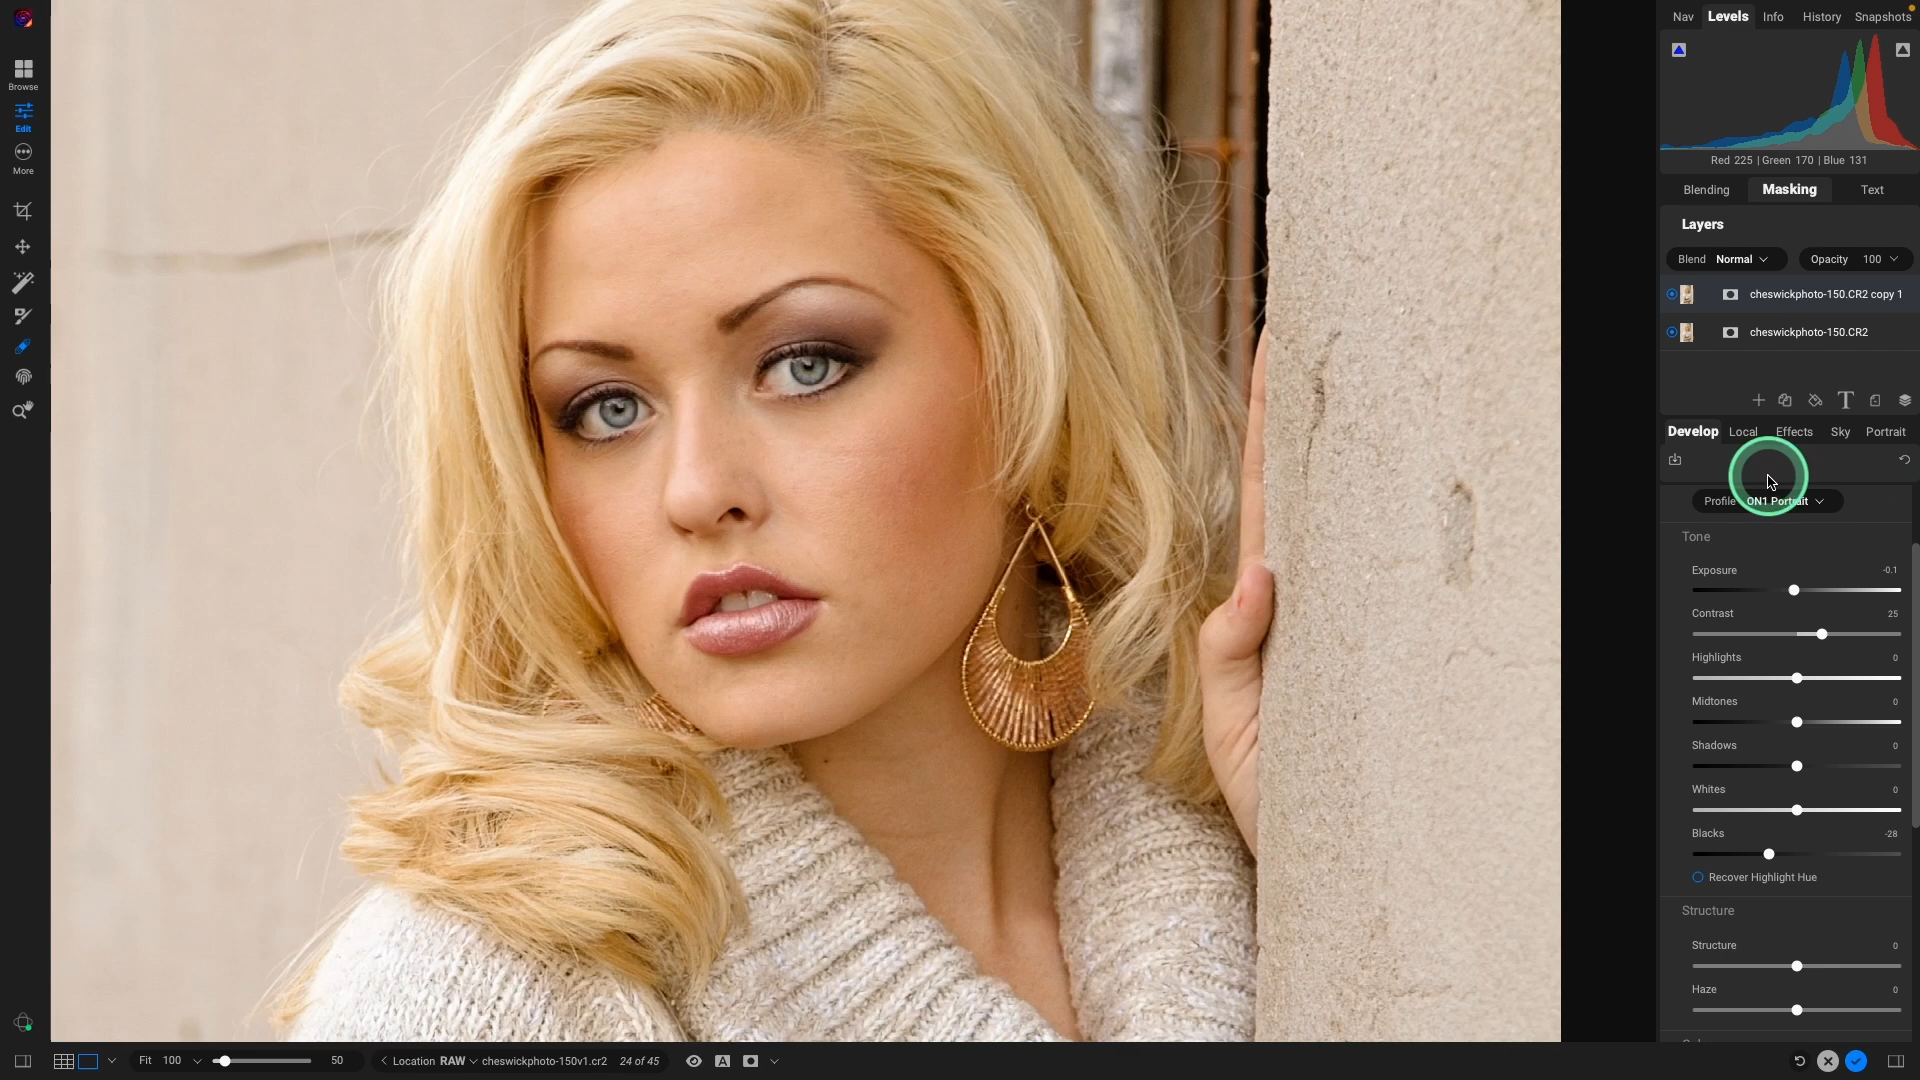 Nav Levels Info History Snapshots
Red 225 | Green 170 | Blue 131
Blending Masking Text
Layers
Blend Normal Opacity 100
cheswickphoto-150.CR2 copy 1
cheswickphoto-150.CR2
Develop Local Effects Sky Portrait
Profile ON1 Portrait
Tone
Exposure -0.1
Contrast 25
Highlights 0
Midtones 0
Shadows 0
Whites 0
Blacks -28
Recover Highlight Hue
Structure
Structure 0
Haze 0
Browse
Edit
More
Fit 100 50 Location RAW cheswickphoto-150v1.cr2 24 of 45